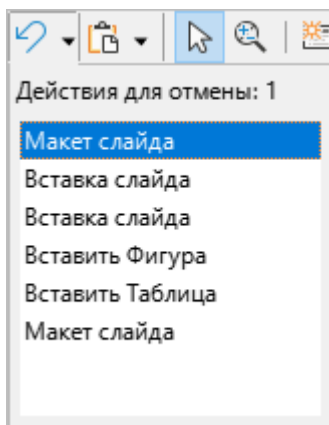 Действия для отмены: 1
Макет слайда
Вставка слайда
Вставка слайда
Вставить Фигура
Вставить Таблица
Макет слайда